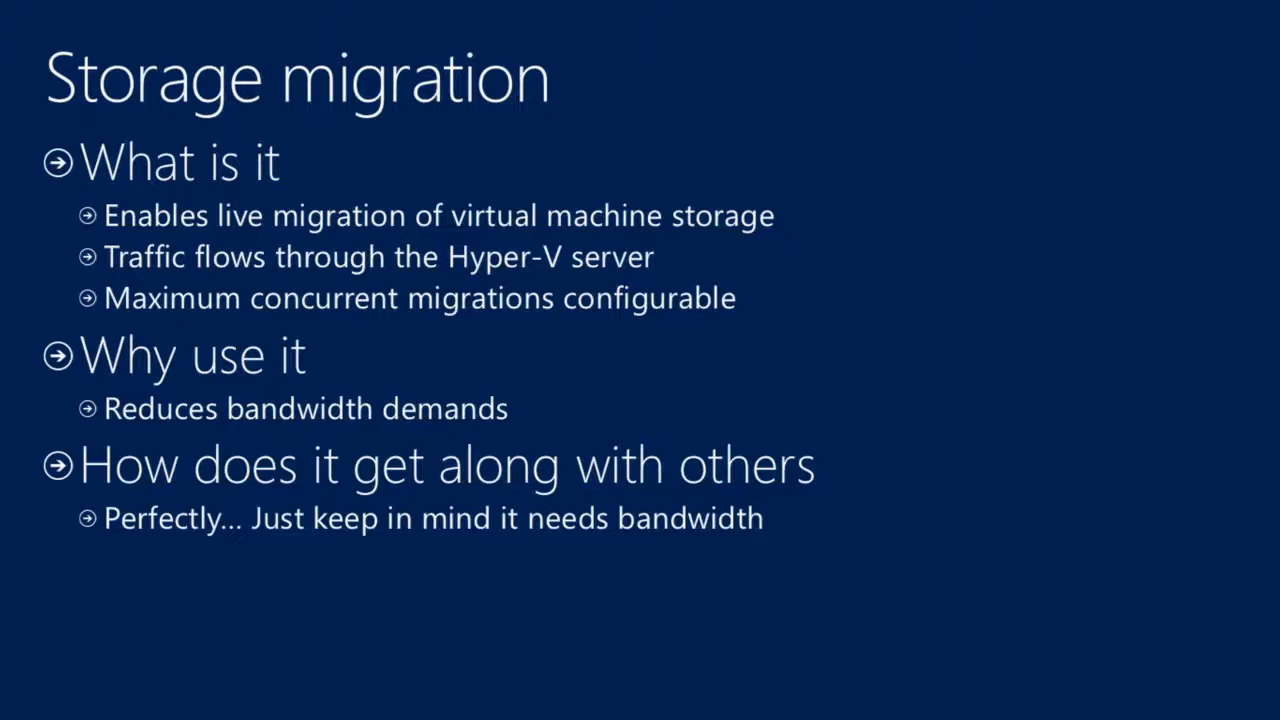 Storage migration
What is it
Enables live migration of virtual machine storage
Traffic flows through the Hyper-V server
Maximum concurrent migrations configurable
Why use it
Reduces bandwidth demands
How does it get along with others
Perfectly... Just keep in mind it needs bandwidth